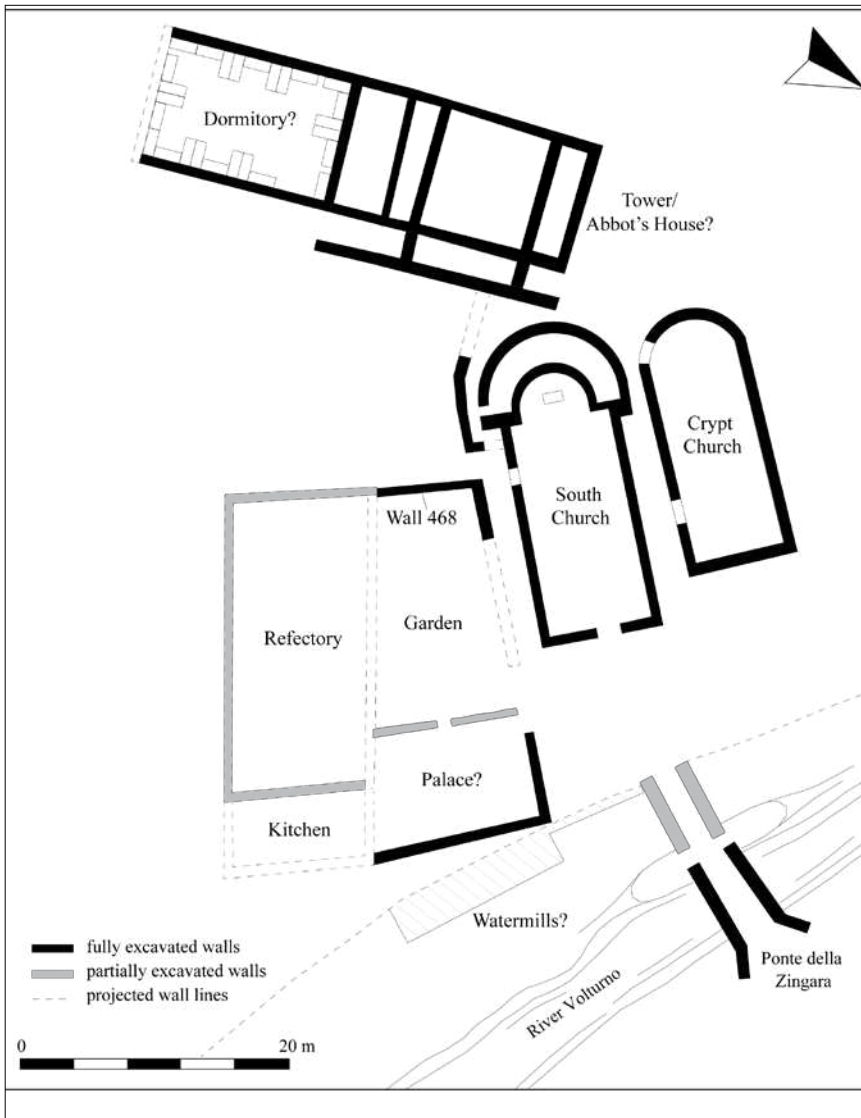 Dormitory?
Tower/
Abbot's House?
Crypt
Church
South
Church
Wall 468
Refectory
Garden
Palace?
Kitchen
Watermills?
fully excavated walls
partially excavated walls
projected wall lines
Ponte della
Zingara
River Volturno
0 20 m